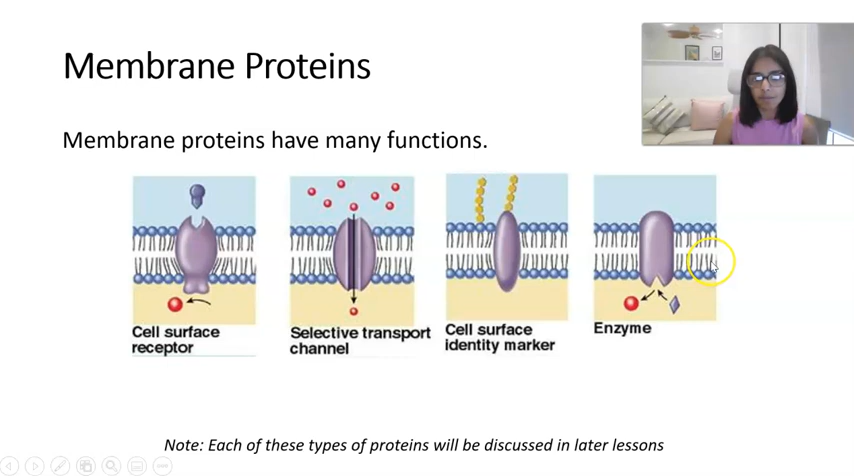 Membrane Proteins
Membrane proteins have many functions.
Cell surface
receptor
Selective transport
channel
Cell surface
identity marker
Enzyme
Note: Each of these types of proteins will be discussed in later lessons